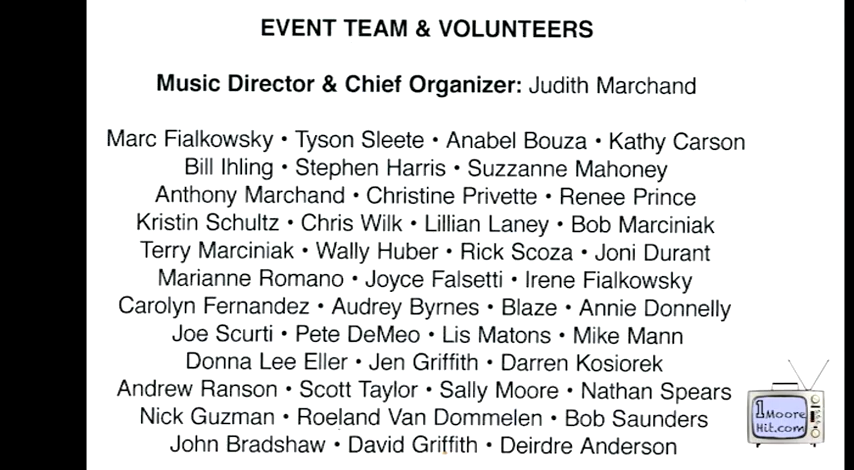 EVENT TEAM & VOLUNTEERS
Music Director & Chief Organizer: Judith Marchand
Marc Fialkowsky • Tyson Sleete • Anabel Bouza • Kathy Carson
Bill Ihling • Stephen Harris • Suzzanne Mahoney
Anthony Marchand • Christine Privette • Renee Prince
Kristin Schultz • Chris Wilk • Lillian Laney • Bob Marciniak
Terry Marciniak • Wally Huber • Rick Scoza • Joni Durant
Marianne Romano • Joyce Falsetti • Irene Fialkowsky
Carolyn Fernandez • Audrey Byrnes • Blaze • Annie Donnelly
Joe Scurti • Pete DeMeo • Lis Matons • Mike Mann
Donna Lee Eller • Jen Griffith • Darren Kosiorek
Andrew Ranson • Scott Taylor • Sally Moore • Nathan Spears
Nick Guzman • Roeland Van Dommelen • Bob Saunders
John Bradshaw • David Griffith • Deirdre Anderson
1Moore
Hit.com